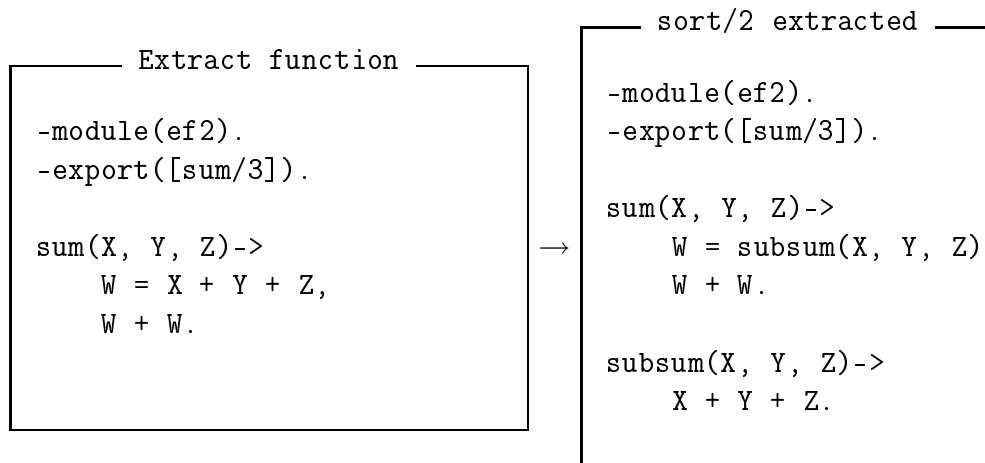 Extract function
-module(ef2).
-export([sum/3]).
sum(X, Y, Z)->
W = X + Y + Z,
W + W.
→
sort/2 extracted
-module(ef2).
-export([sum/3]).
sum(X, Y, Z)->
W = subsum(X, Y, Z)
W + W.
subsum(X, Y, Z)->
X + Y + Z.